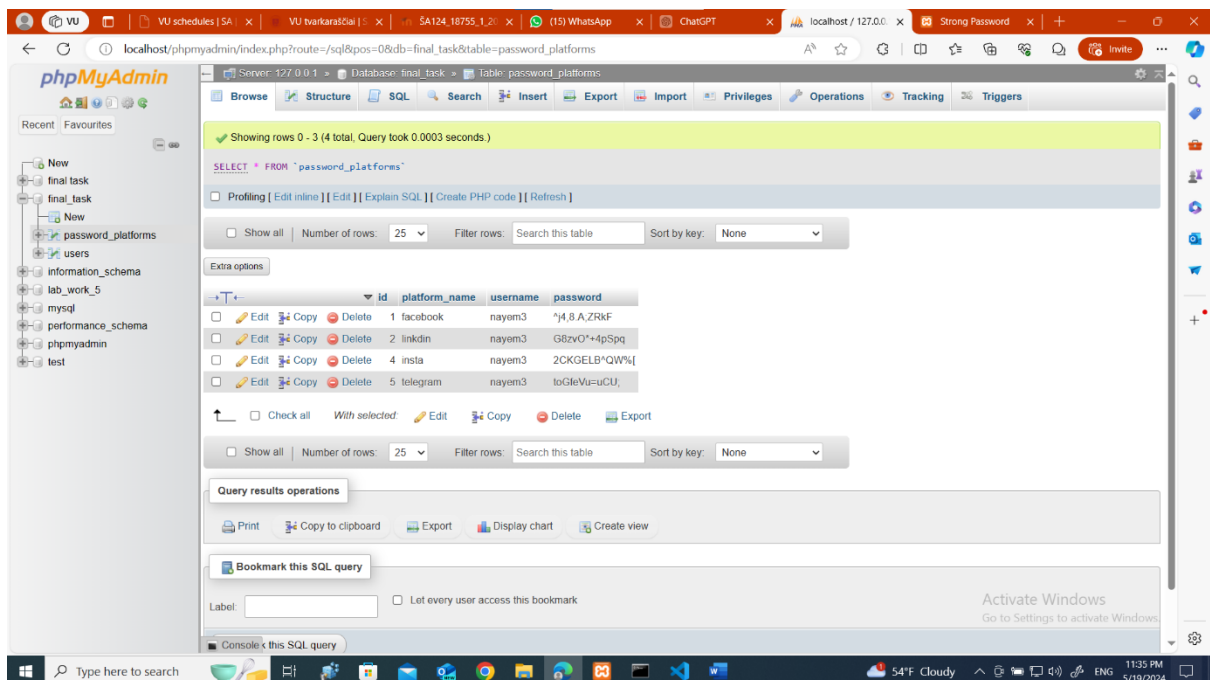 VU
VU schedules | SA
VU tvarkaraščiai | S
ŠA124_18755_1_20
(15) WhatsApp
ChatGPT
localhost / 127.0.0.
Strong Password
localhost/phpmyadmin/index.php?route=/sql&pos=0&db=final_task&table=password_platforms
Invite
phpMyAdmin
Recent Favourites
New
final task
final_task
New
password_platforms
users
information_schema
lab_work_5
mysql
performance_schema
phpmyadmin
test
Server: 127.0.0.1 » Database: final_task » Table: password_platforms
Browse Structure SQL Search Insert Export Import Privileges Operations Tracking Triggers
Showing rows 0 - 3 (4 total, Query took 0.0003 seconds.)
SELECT * FROM `password_platforms`
Profiling [ Edit inline ] [ Edit ] [ Explain SQL ] [ Create PHP code ] [ Refresh ]
Show all | Number of rows: 25 Filter rows: Search this table Sort by key: None
Extra options
id platform_name username password
Edit Copy Delete 1 facebook nayem3 ^j4,8.A;ZRkF
Edit Copy Delete 2 linkdin nayem3 G8zvO*+4pSpq
Edit Copy Delete 4 insta nayem3 2CKGELB^QW%[
Edit Copy Delete 5 telegram nayem3 toGfeVu=uCU;
Check all With selected: Edit Copy Delete Export
Show all | Number of rows: 25 Filter rows: Search this table Sort by key: None
Query results operations
Print Copy to clipboard Export Display chart Create view
Bookmark this SQL query
Label: Let every user access this bookmark
Console
this SQL query
Activate Windows
Go to Settings to activate Windows.
Type here to search
54°F Cloudy
ENG
11:35 PM
5/19/2024